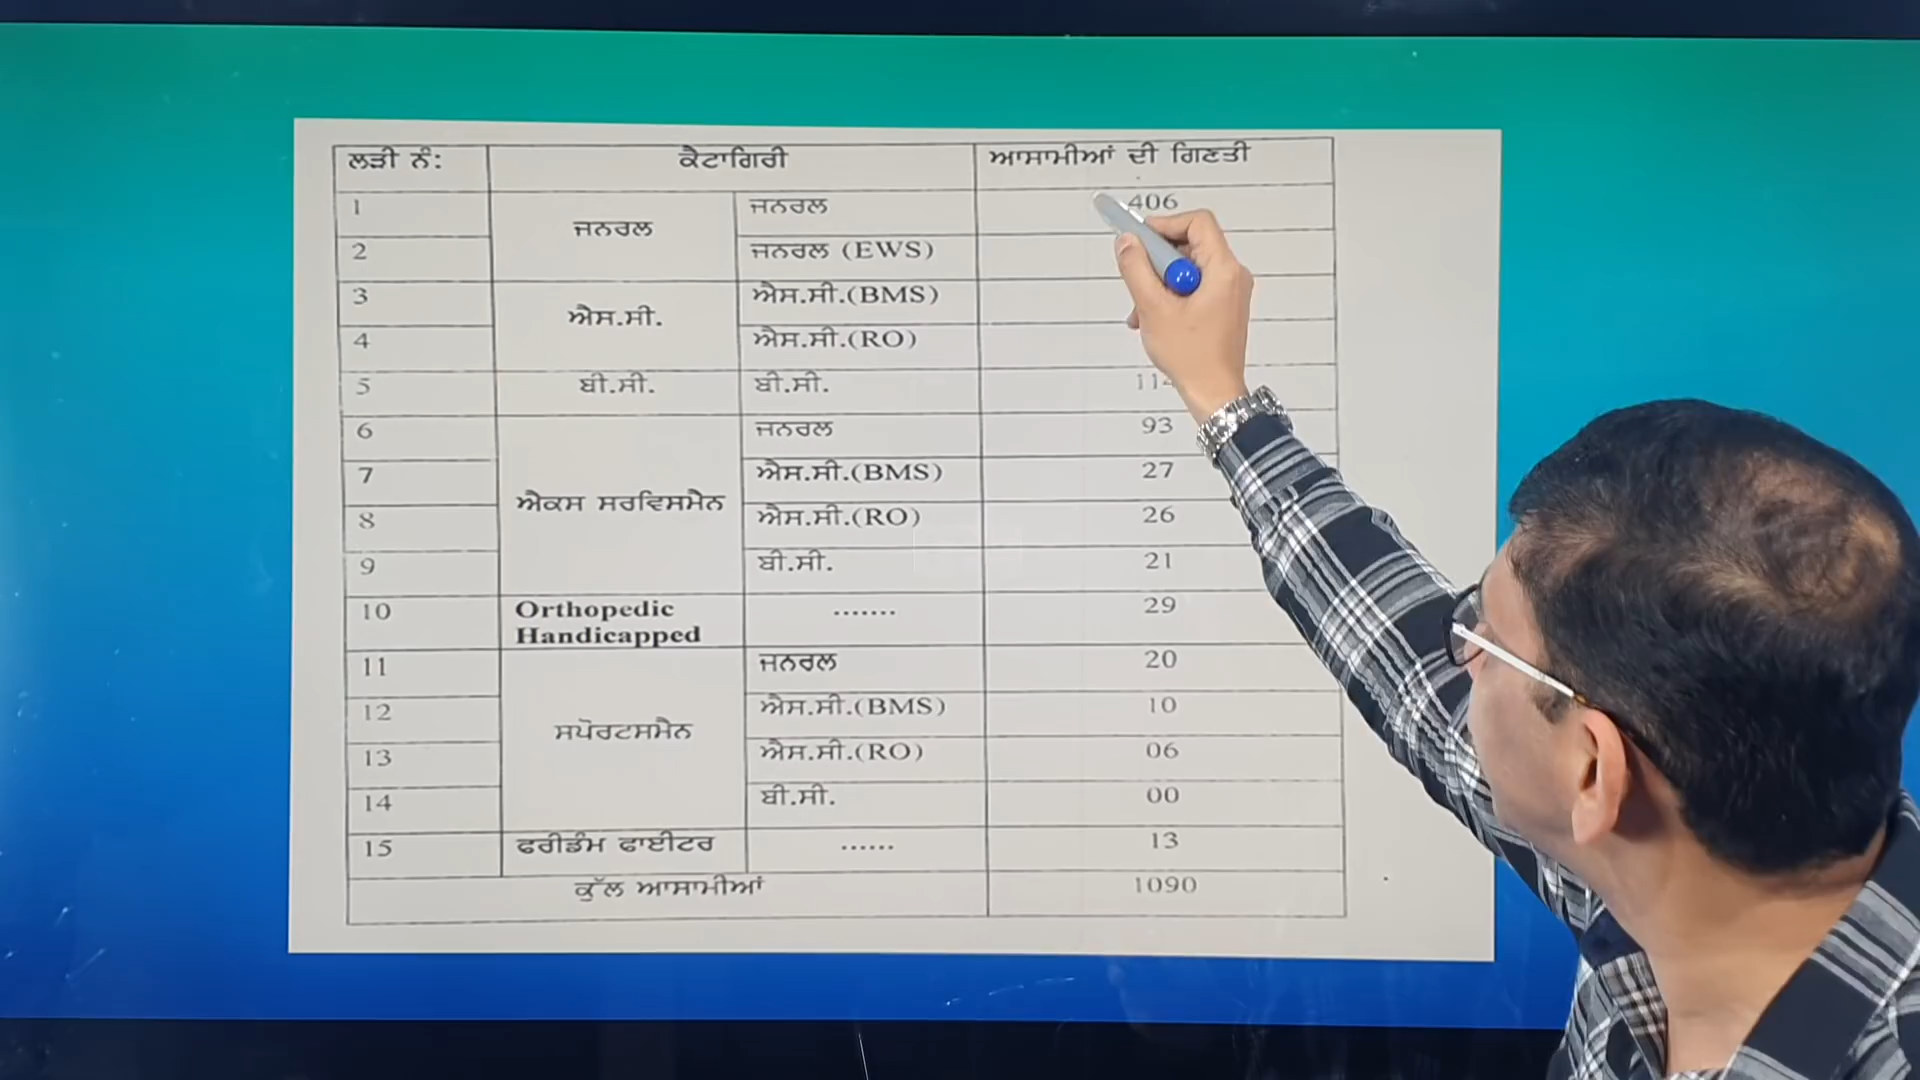 ਲੜੀ ਨੰ: ਕੈਟਾਗਿਰੀ ਆਸਾਮੀਆਂ ਦੀ ਗਿਣਤੀ
1 ਜਨਰਲ ਜਨਰਲ 406
2 ਜਨਰਲ (EWS)
3 ਐਸ.ਸੀ. ਐਸ.ਸੀ.(BMS)
4 ਐਸ.ਸੀ.(RO)
5 ਬੀ.ਸੀ. ਬੀ.ਸੀ.
6 ਐਕਸ ਸਰਵਿਸਮੈਨ ਜਨਰਲ 93
7 ਐਸ.ਸੀ.(BMS) 27
8 ਐਸ.ਸੀ.(RO) 26
9 ਬੀ.ਸੀ. 21
10 Orthopedic ....... 29
Handicapped
11 ਸਪੋਰਟਸਮੈਨ ਜਨਰਲ 20
12 ਐਸ.ਸੀ.(BMS) 10
13 ਐਸ.ਸੀ.(RO) 06
14 ਬੀ.ਸੀ. 00
15 ਫਰੀਡੰਮ ਫਾਈਟਰ ...... 13
ਕੁੱਲ ਆਸਾਮੀਆਂ 1090